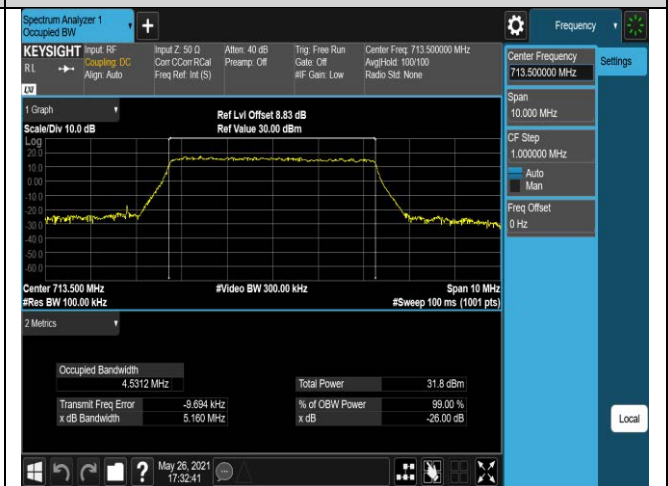 Spectrum Analyzer 1
Occupied BW
Frequency
KEYSIGHT
RL
LXI
Input: RF
Coupling: DC
Align: Auto
Input Z: 50 Ω
Corr CCorr RCal
Freq Ref: Int (S)
Atten: 40 dB
Preamp: Off
Trig: Free Run
Gate: Off
#IF Gain: Low
Center Freq: 713.500000 MHz
Avg|Hold: 100/100
Radio Std: None
Center Frequency
713.500000 MHz
Settings
Span
10.000 MHz
CF Step
1.000000 MHz
Auto
Man
Freq Offset
0 Hz
Local
1 Graph
Scale/Div 10.0 dB
Ref Lvl Offset 8.83 dB
Ref Value 30.00 dBm
Log
20.0
10.0
0.00
-10.0
-20.0
-30.0
-40.0
-50.0
-60.0
Center 713.500 MHz
#Res BW 100.00 kHz
#Video BW 300.00 kHz
Span 10 MHz
#Sweep 100 ms (1001 pts)
2 Metrics
Occupied Bandwidth
4.5312 MHz
Total Power 31.8 dBm
Transmit Freq Error -9.694 kHz
% of OBW Power 99.00 %
x dB Bandwidth 5.160 MHz
x dB -26.00 dB
?
May 26, 2021
17:32:41